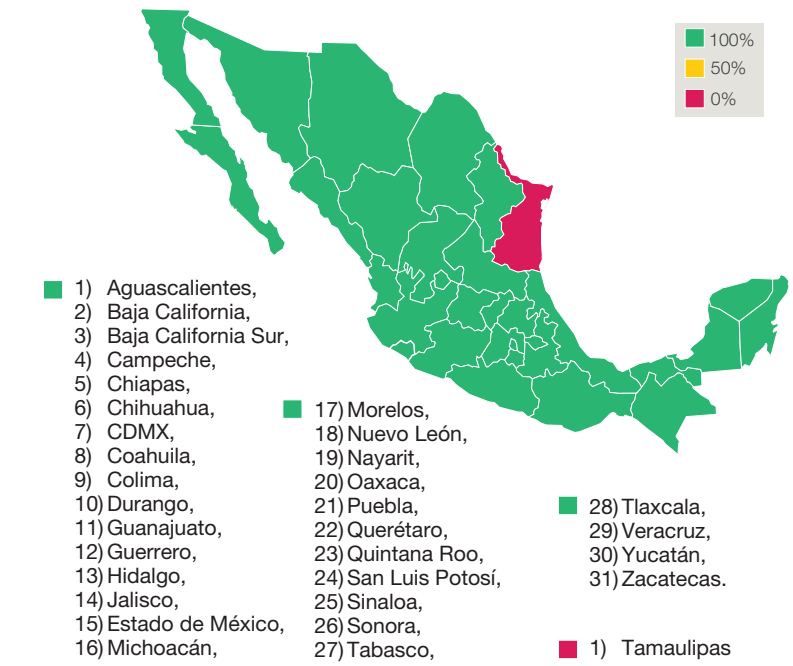 100%
50%
0%
1) Aguascalientes,
2) Baja California,
3) Baja California Sur,
4) Campeche,
5) Chiapas,
6) Chihuahua,
7) CDMX,
8) Coahuila,
9) Colima,
10) Durango,
11) Guanajuato,
12) Guerrero,
13) Hidalgo,
14) Jalisco,
15) Estado de México,
16) Michoacán,
17) Morelos,
18) Nuevo León,
19) Nayarit,
20) Oaxaca,
21) Puebla,
22) Querétaro,
23) Quintana Roo,
24) San Luis Potosí,
25) Sinaloa,
26) Sonora,
27) Tabasco,
28) Tlaxcala,
29) Veracruz,
30) Yucatán,
31) Zacatecas.
1) Tamaulipas